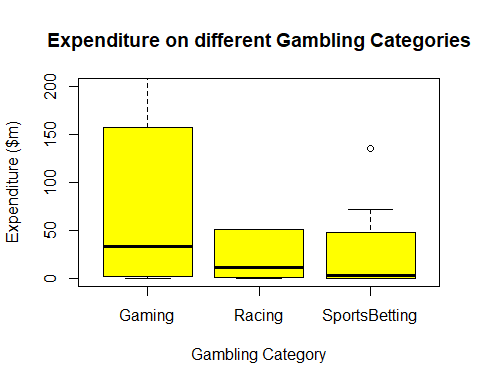 Expenditure on different Gambling Categories
Expenditure ($m)
200
150
100
50
0
Gaming Racing SportsBetting
Gambling Category